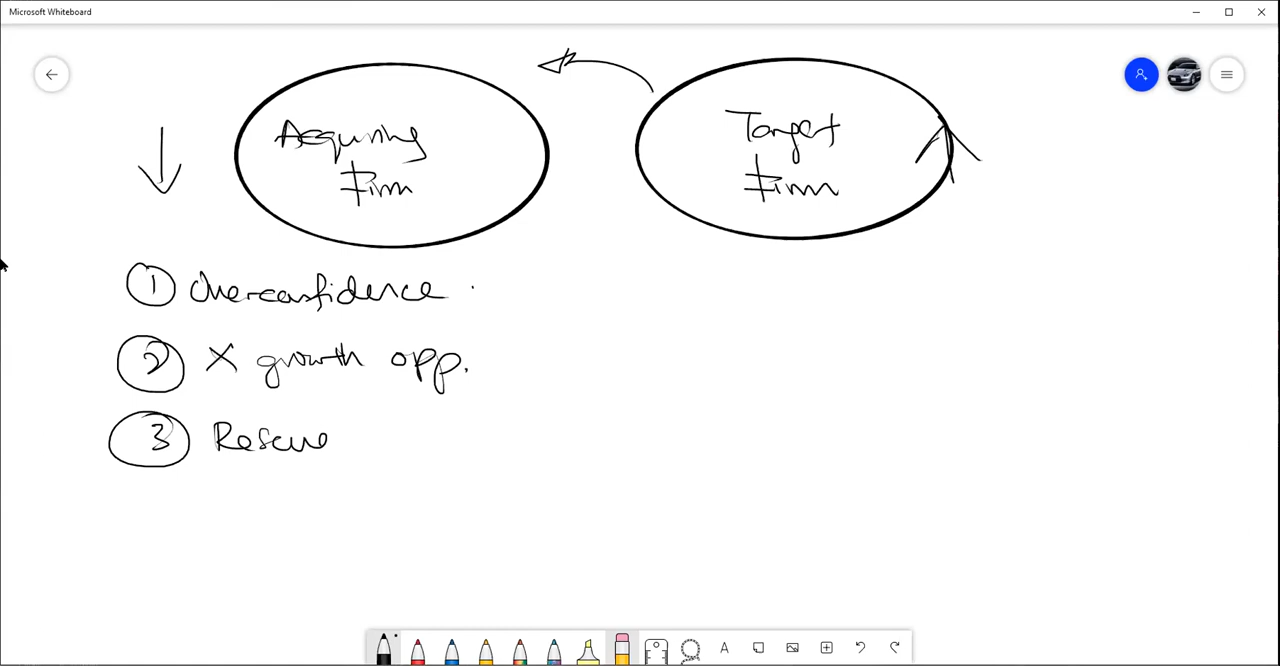 Microsoft Whiteboard
Acquiring
Firm
Target
Firm
1 Overconfidence
2 X growth opp.
3 Rescue
A